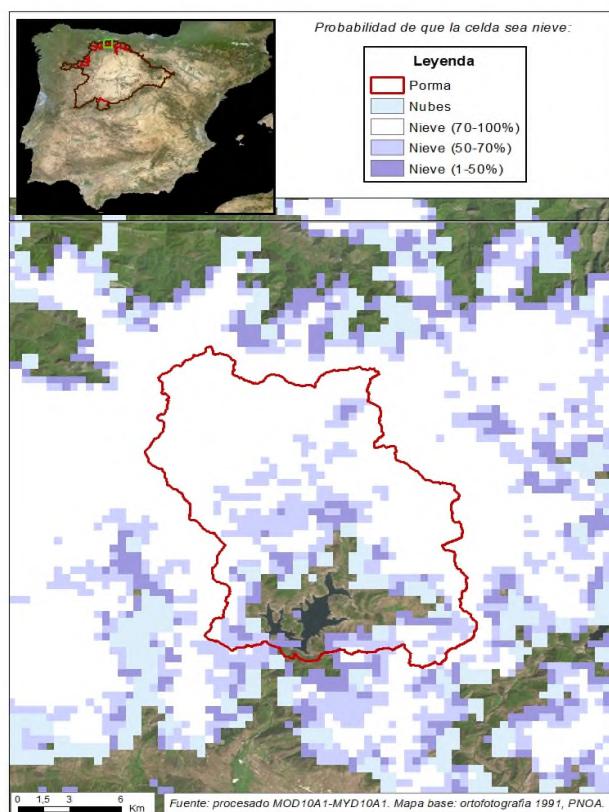 Probabilidad de que la celda sea nieve:
Leyenda
Porma
Nubes
Nieve (70-100%)
Nieve (50-70%)
Nieve (1-50%)
0 1,5 3 6
Km
Fuente: procesado MOD10A1-MYD10A1. Mapa base: ortofotografia 1991, PNOA.